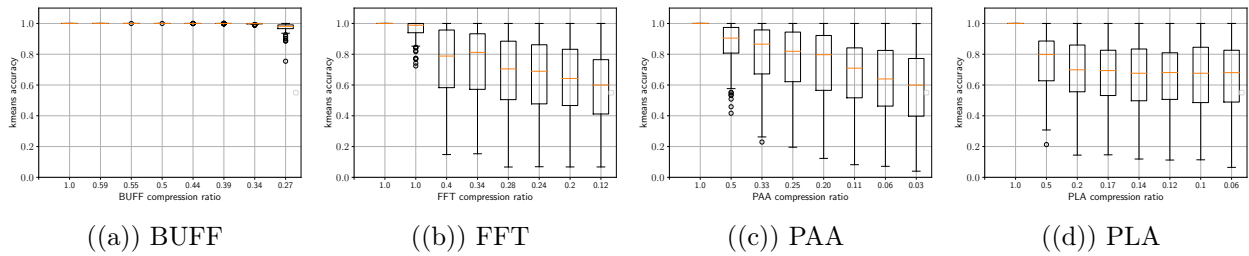 1.0
0.8
0.6
0.4
0.2
0.0
kmeans accuracy
1.0 0.59 0.55 0.5 0.44 0.39 0.34 0.27
BUFF compression ratio
((a)) BUFF
1.0
0.8
0.6
0.4
0.2
0.0
kmeans accuracy
1.0 1.0 0.4 0.34 0.28 0.24 0.2 0.12
FFT compression ratio
((b)) FFT
1.0
0.8
0.6
0.4
0.2
0.0
kmeans accuracy
1.0 0.5 0.33 0.25 0.20 0.11 0.06 0.03
PAA compression ratio
((c)) PAA
1.0
0.8
0.6
0.4
0.2
0.0
kmeans accuracy
1.0 0.5 0.2 0.17 0.14 0.12 0.1 0.06
PLA compression ratio
((d)) PLA